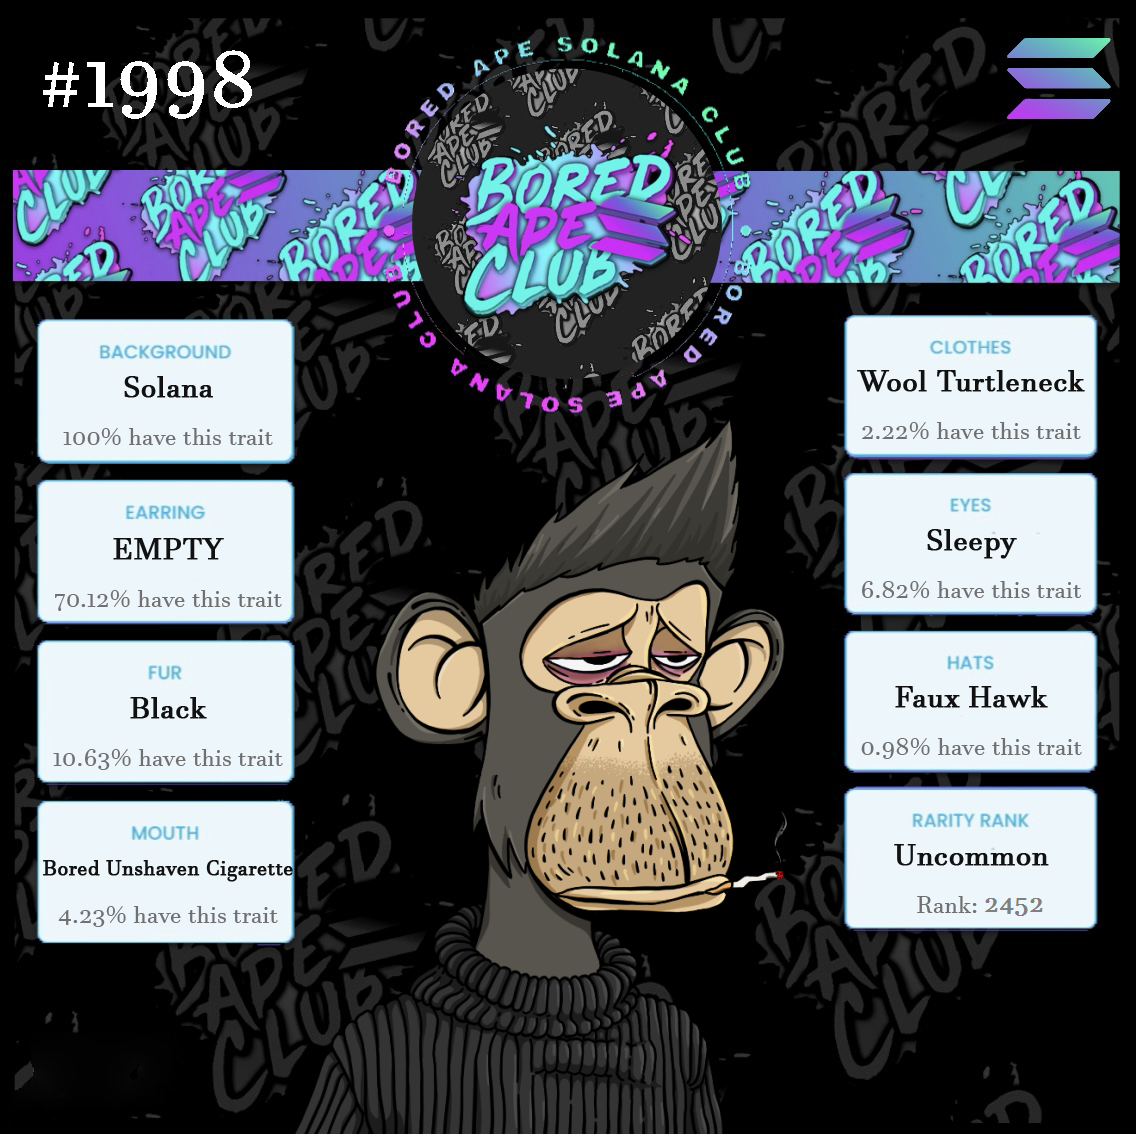 #1998
BORED APE SOLANA CLUB
BORED APE SOLANA CLUB
BORED
APE
CLUB
BACKGROUND
Solana
100% have this trait
EARRING
EMPTY
70.12% have this trait
FUR
Black
10.63% have this trait
MOUTH
Bored Unshaven Cigarette
4.23% have this trait
CLOTHES
Wool Turtleneck
2.22% have this trait
EYES
Sleepy
6.82% have this trait
HATS
Faux Hawk
0.98% have this trait
RARITY RANK
Uncommon
Rank: 2452